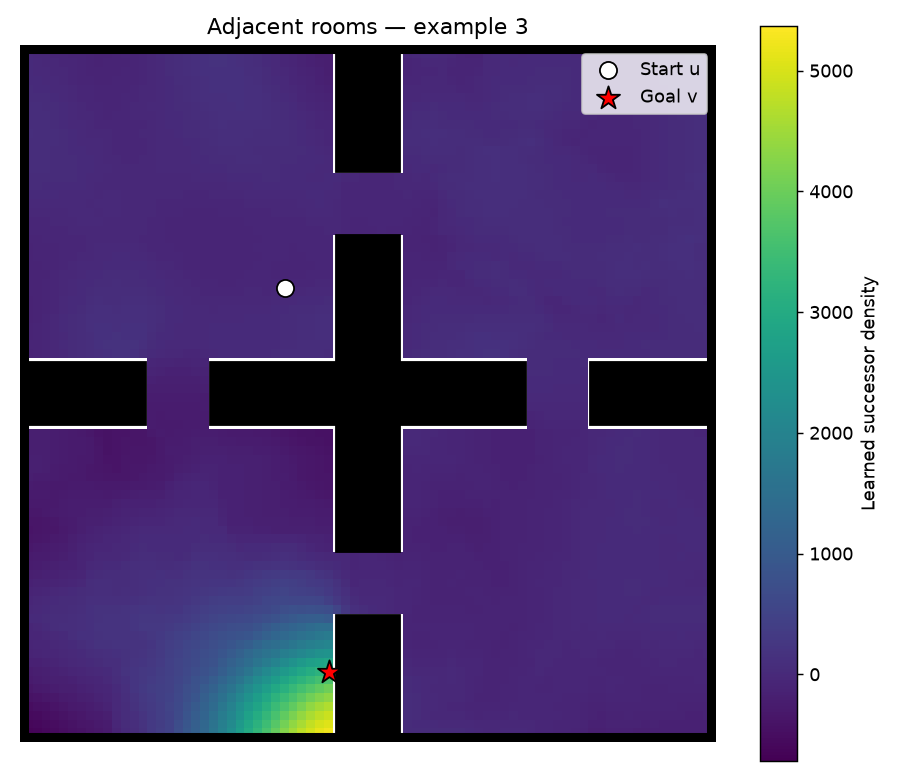 Adjacent rooms — example 3
Start u
Goal v
5000
4000
3000
2000
1000
0
Learned successor density